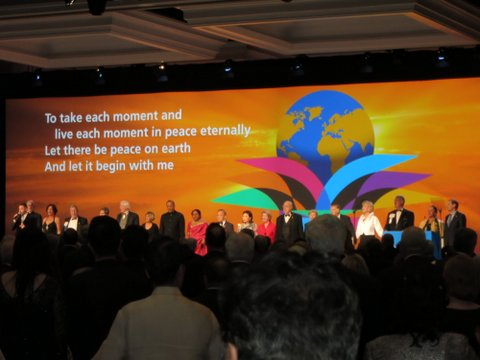 To take each moment and
live each moment in peace eternally
Let there be peace on earth
And let it begin with me